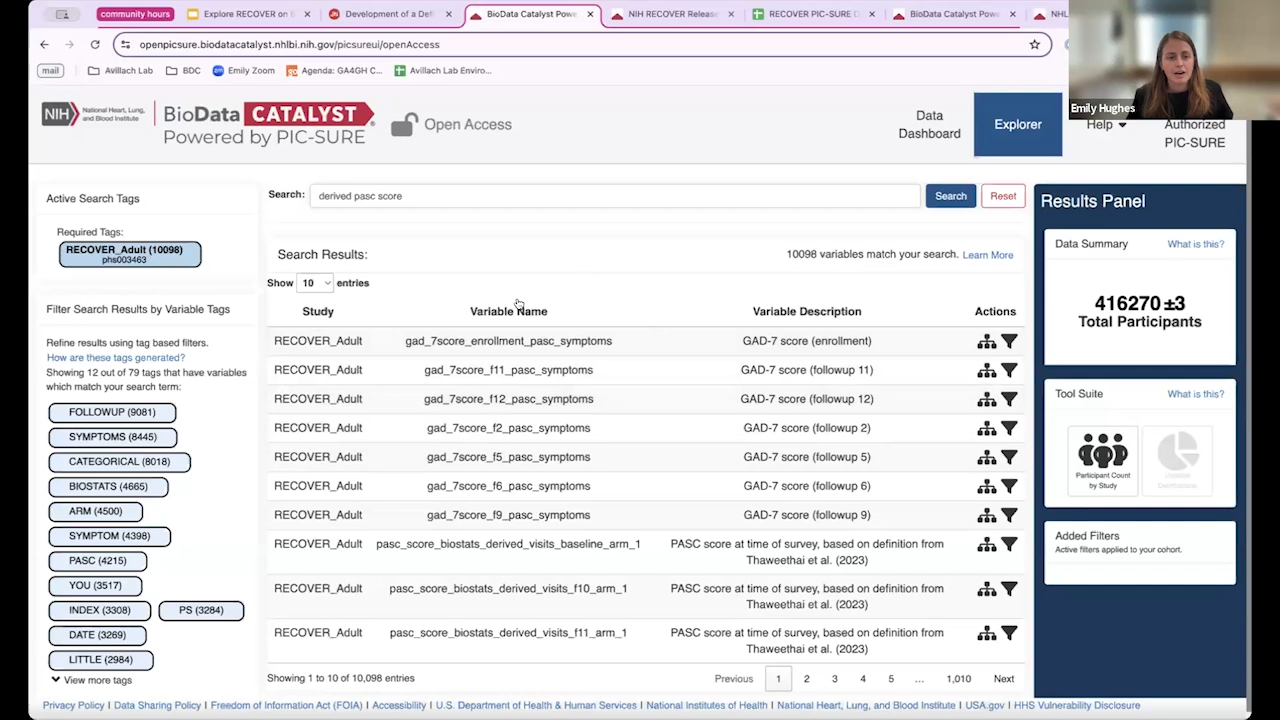 community hours
Explore RECOVER on B
Development of a Defi
BioData Catalyst Powe
NIH RECOVER Releas
RECOVER PIC-SURE D
BioData Catalyst Powe
NHL
openpicsure.biodatacatalyst.nhlbi.nih.gov/picsureui/openAccess
mail
Avillach Lab
BDC
Emily Zoom
Agenda: GA4GH C...
Avillach Lab Enviro...
Emily Hughes
NIH
National Heart, Lung,
and Blood Institute
BioData CATALYST
Powered by PIC-SURE
Open Access
Data
Dashboard
Explorer
Help
Authorized
PIC-SURE
Active Search Tags
Required Tags:
RECOVER_Adult (10098)
phs003463
Filter Search Results by Variable Tags
Refine results using tag based filters.
How are these tags generated?
Showing 12 out of 79 tags that have variables
which match your search term:
FOLLOWUP (9081)
SYMPTOMS (8445)
CATEGORICAL (8018)
BIOSTATS (4665)
ARM (4500)
SYMPTOM (4398)
PASC (4215)
YOU (3517)
INDEX (3308) PS (3284)
DATE (3269)
LITTLE (2984)
View more tags
Search: derived pasc score Search Reset
Search Results: 10098 variables match your search. Learn More
Show 10 entries
Study Variable Name Variable Description Actions
RECOVER_Adult gad_7score_enrollment_pasc_symptoms GAD-7 score (enrollment)
RECOVER_Adult gad_7score_f11_pasc_symptoms GAD-7 score (followup 11)
RECOVER_Adult gad_7score_f12_pasc_symptoms GAD-7 score (followup 12)
RECOVER_Adult gad_7score_f2_pasc_symptoms GAD-7 score (followup 2)
RECOVER_Adult gad_7score_f5_pasc_symptoms GAD-7 score (followup 5)
RECOVER_Adult gad_7score_f6_pasc_symptoms GAD-7 score (followup 6)
RECOVER_Adult gad_7score_f9_pasc_symptoms GAD-7 score (followup 9)
RECOVER_Adult pasc_score_biostats_derived_visits_baseline_arm_1 PASC score at time of survey, based on definition from
Thaweethai et al. (2023)
RECOVER_Adult pasc_score_biostats_derived_visits_f10_arm_1 PASC score at time of survey, based on definition from
Thaweethai et al. (2023)
RECOVER_Adult pasc_score_biostats_derived_visits_f11_arm_1 PASC score at time of survey, based on definition from
Thaweethai et al. (2023)
Showing 1 to 10 of 10,098 entries
Previous 1 2 3 4 5 ... 1,010 Next
Results Panel
Data Summary What is this?
416270 ±3
Total Participants
Tool Suite What is this?
Participant Count
by Study
Added Filters
Active filters applied to your cohort.
Privacy Policy I Data Sharing Policy I Freedom of Information Act (FOIA) I Accessibility I U.S. Department of Health & Human Services I National Institutes of Health I National Heart, Lung, and Blood Institute I USA.gov I HHS Vulnerability Disclosure